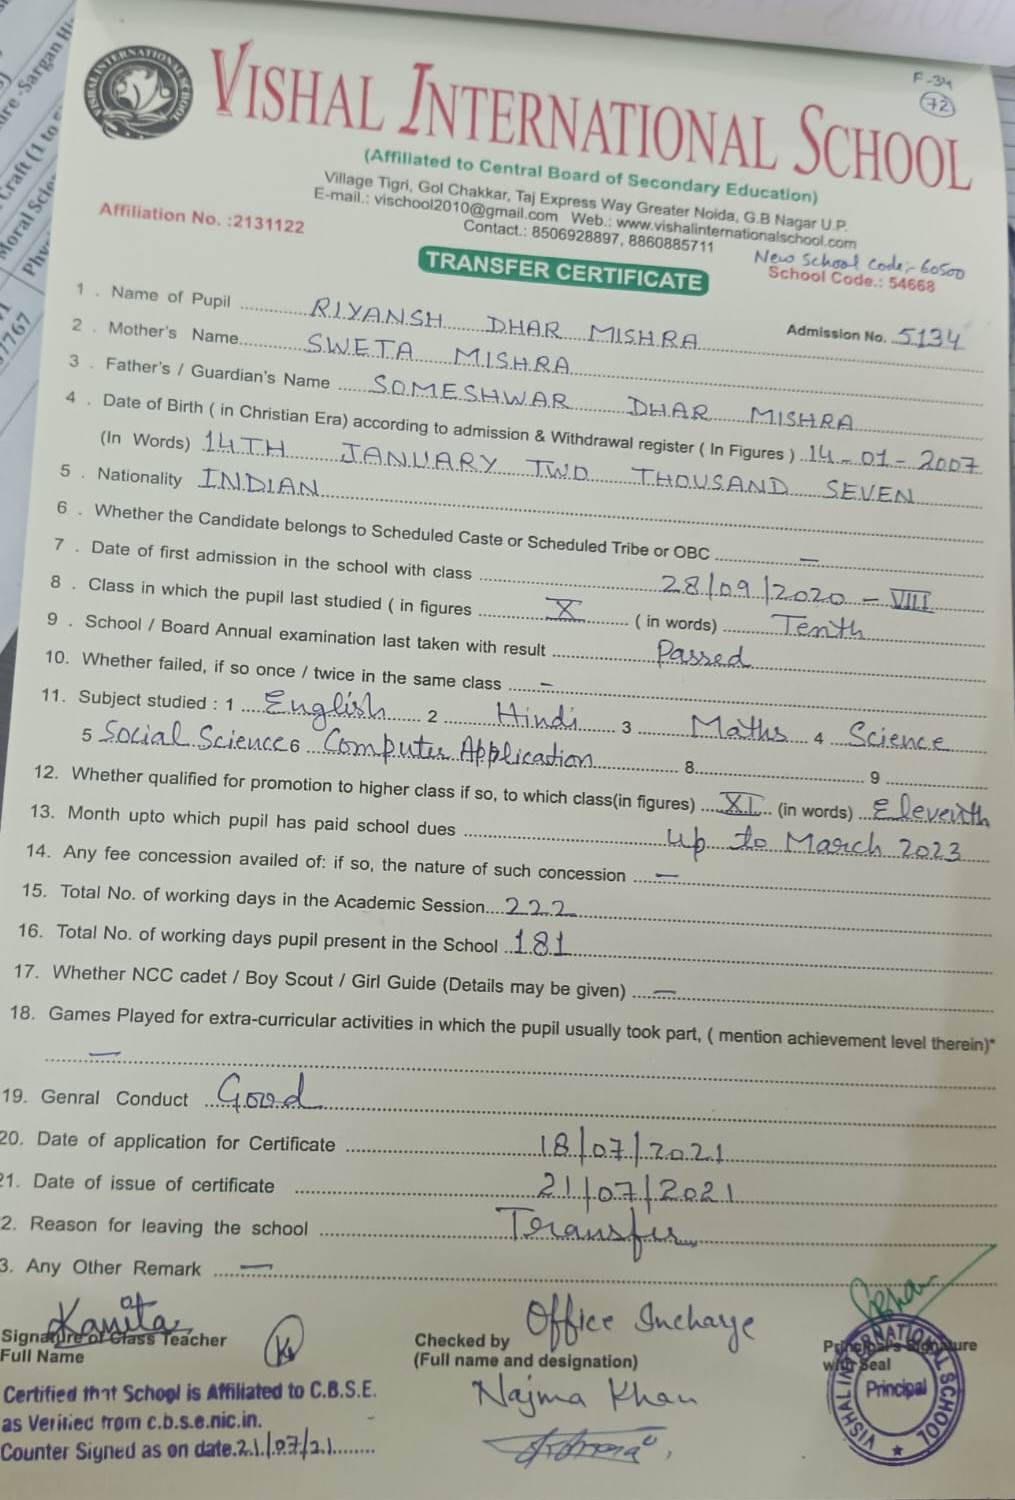 F-34
72
VISHAL INTERNATIONAL SCHOOL
(Affiliated to Central Board of Secondary Education)
Village Tigri, Gol Chakkar, Taj Express Way Greater Noida, G.B Nagar U.P.
E-mail.: vischool2010@gmail.com Web.: www.vishalinternationalschool.com
Affiliation No. :2131122
Contact.: 8506928897, 8860885711
New School Code:- 60500
TRANSFER CERTIFICATE
School Code.: 54668
1 . Name of Pupil RIYANSH DHAR MISHRA Admission No. 5134
2 . Mother's Name SWETA MISHRA
3 . Father's / Guardian's Name SOMESHWAR DHAR MISHRA
4 . Date of Birth ( in Christian Era) according to admission & Withdrawal register ( In Figures ) 14-01-2007
(In Words) 14TH JANUARY TWO THOUSAND SEVEN
5 . Nationality INDIAN
6 . Whether the Candidate belongs to Scheduled Caste or Scheduled Tribe or OBC —
7 . Date of first admission in the school with class 28/09/2020 - VIII
8 . Class in which the pupil last studied ( in figures X ( in words) Tenth
9 . School / Board Annual examination last taken with result Passed
10. Whether failed, if so once / twice in the same class —
11. Subject studied : 1 English 2 Hindi 3 Maths 4 Science
5 Social Science 6 Computer Application 8 9
12. Whether qualified for promotion to higher class if so, to which class(in figures) XI (in words) Eleventh
13. Month upto which pupil has paid school dues up to March 2023
14. Any fee concession availed of: if so, the nature of such concession —
15. Total No. of working days in the Academic Session 222
16. Total No. of working days pupil present in the School 181
17. Whether NCC cadet / Boy Scout / Girl Guide (Details may be given) —
18. Games Played for extra-curricular activities in which the pupil usually took part, ( mention achievement level therein)*
—
19. Genral Conduct Good
20. Date of application for Certificate 18/07/2021
21. Date of issue of certificate 21/07/2021
2. Reason for leaving the school Transfer
3. Any Other Remark —
Kanita
Signature of Class Teacher
Full Name
Office Incharge
Checked by
(Full name and designation)
Najma Khan
Principal's Signature
with Seal
VISHAL INTERNATIONAL SCHOOL
Principal
Certified that School is Affiliated to C.B.S.E.
as Verified from c.b.s.e.nic.in.
Counter Signed as on date.21/07/21